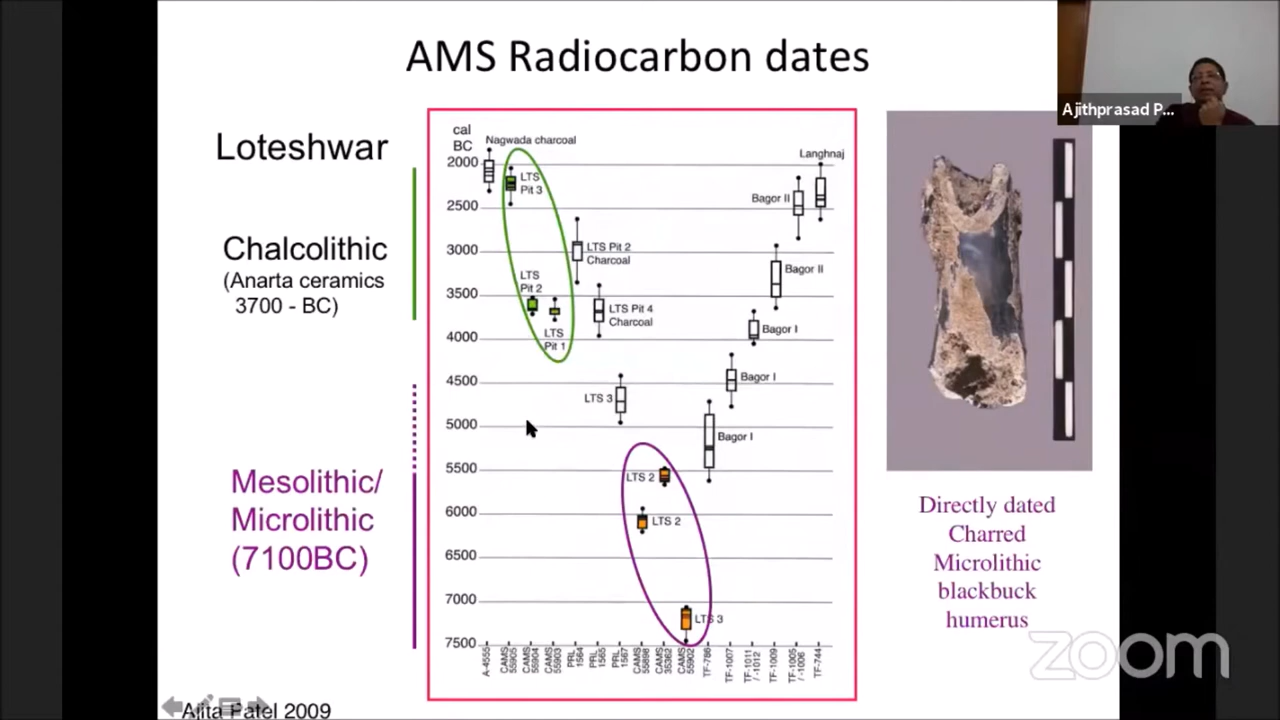 AMS Radiocarbon dates
Ajithprasad P...
Loteshwar
Chalcolithic
(Anarta ceramics
3700 - BC)
Mesolithic/
Microlithic
(7100BC)
cal
BC
2000
2500
3000
3500
4000
4500
5000
5500
6000
6500
7000
7500
Nagwada charcoal
LTS
Pit 3
LTS
Pit 2
LTS
Pit 1
LTS Pit 2
Charcoal
LTS Pit 4
Charcoal
LTS 3
LTS 2
LTS 2
LTS 3
Bagor I
Bagor I
Bagor I
Bagor II
Bagor II
Langhnaj
A-4555
CAMS
55905
CAMS
55904
CAMS
55903
PRL
1564
PRL
1565
PRL
1567
CAMS
CAMS
CAMS
55902
TF-786
TF-1007
TF-1011
/ -1012
TF-1009
TF-1005
/ -1006
TF-744
Directly dated
Charred
Microlithic
blackbuck
humerus
zoom
Ajita Patel 2009